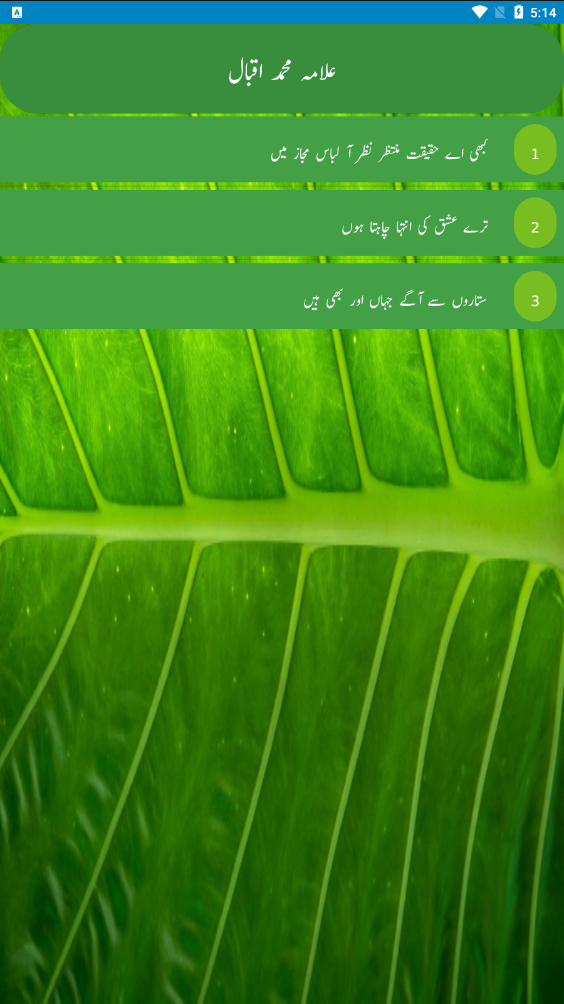 5:14
علامہ محمد اقبال
1 کبھی اے حقیقت منتظر نظر آ لباس مجاز میں
2 ترے عشق کی انتہا چاہتا ہوں
3 ستاروں سے آگے جہاں اور بھی ہیں